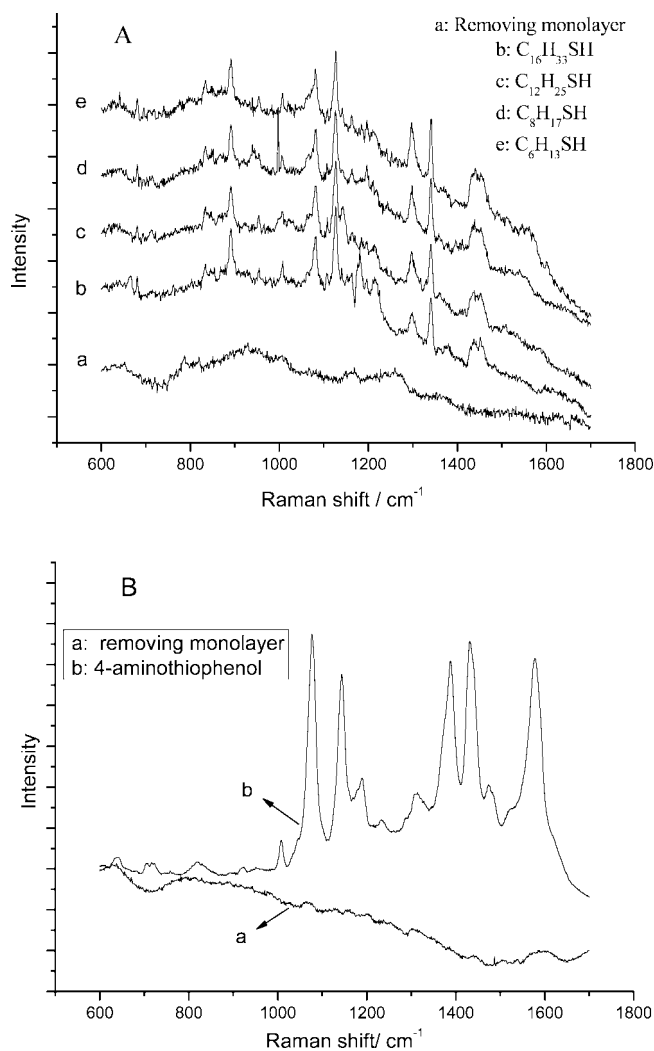 A
a: Removing monolayer
b: C₁₆H₃₃SH
c: C₁₂H₂₅SH
d: C₈H₁₇SH
e: C₆H₁₃SH
e
d
c
b
a
Intensity
600 800 1000 1200 1400 1600 1800
Raman shift / cm⁻¹
B
a: removing monolayer
b: 4-aminothiophenol
b
a
Intensity
600 800 1000 1200 1400 1600 1800
Raman shift/ cm⁻¹